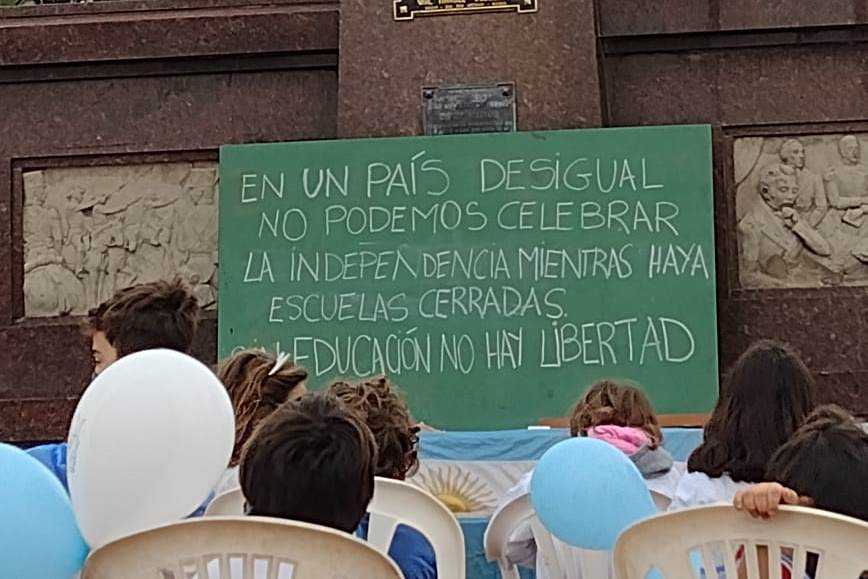 EN UN PAÍS DESIGUAL
NO PODEMOS CELEBRAR
LA INDEPENDENCIA MIENTRAS HAYA
ESCUELAS CERRADAS.
EDUCACIÓN NO HAY LIBERTAD